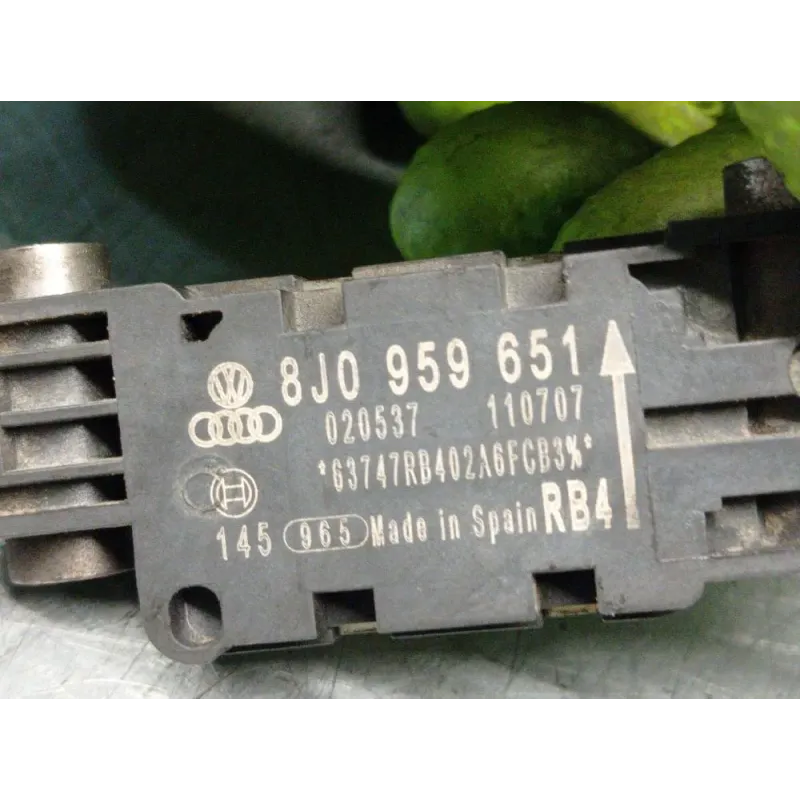 8J0 959 651
020537 110707
*63747RB402A6FCB3%*
145 965 Made in Spain RB4